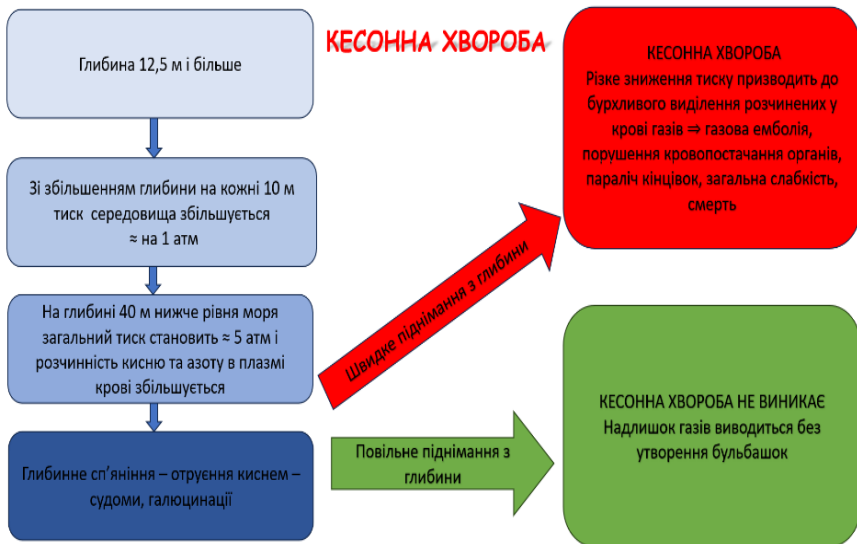 КЕСОННА ХВОРОБА
Глибина 12,5 м і більше
Зі збільшенням глибини на кожні 10 м
тиск середовища збільшується
≈ на 1 атм
На глибині 40 м нижче рівня моря
загальний тиск становить ≈ 5 атм і
розчинність кисню та азоту в плазмі
крові збільшується
Глибинне сп’яніння – отруєння киснем –
судоми, галюцинації
Швидке піднімання з глибини
КЕСОННА ХВОРОБА
Різке зниження тиску призводить до
бурхливого виділення розчинених у
крові газів ⇒ газова емболія,
порушення кровопостачання органів,
параліч кінцівок, загальна слабкість,
смерть
Повільне піднімання з
глибини
КЕСОННА ХВОРОБА НЕ ВИНИКАЄ
Надлишок газів виводиться без
утворення бульбашок